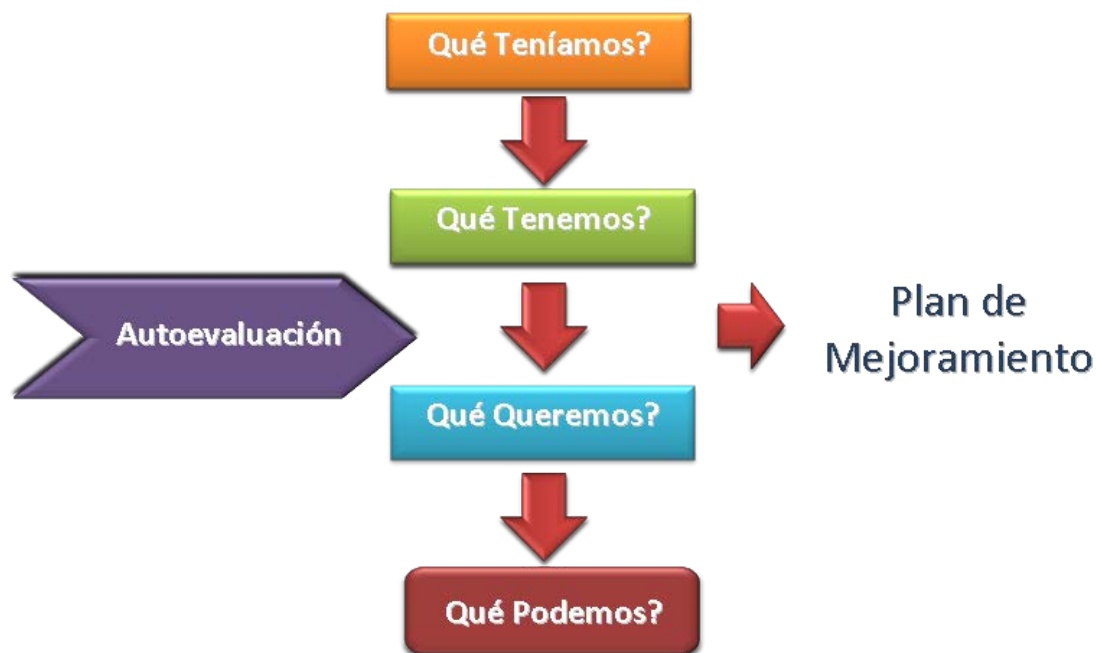 Qué Teníamos?
Qué Tenemos?
Autoevaluación
Plan de
Mejoramiento
Qué Queremos?
Qué Podemos?